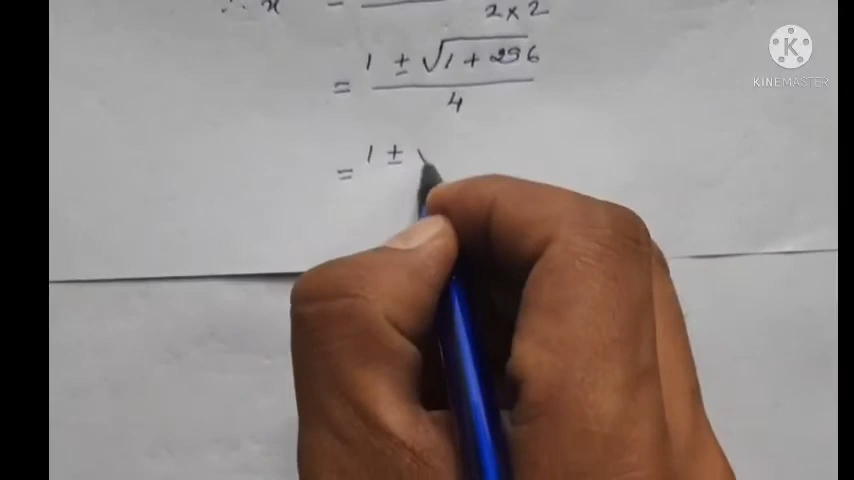 ∴ x =
2 × 2
= 1 ± √1 + 296
4
= 1 ±
KINEMASTER